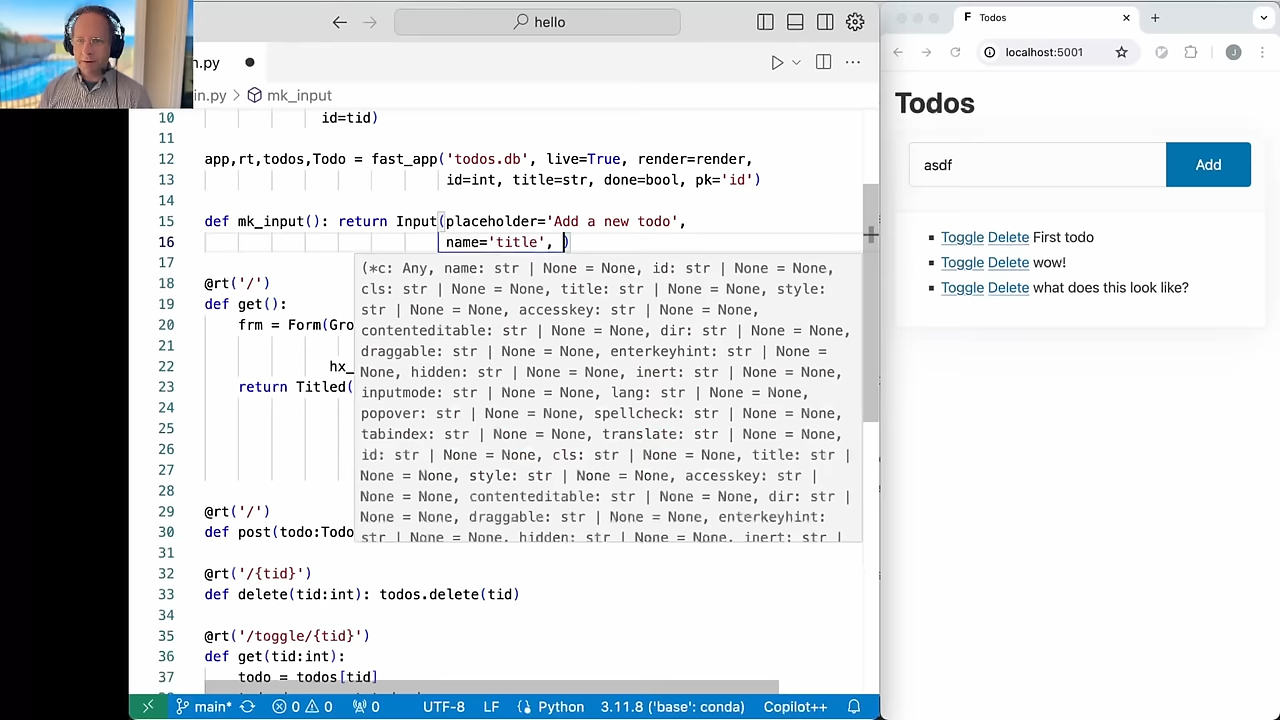 hello
n.py
in.py > mk_input
10 id=tid)
11
12 app,rt,todos,Todo = fast_app('todos.db', live=True, render=render,
13 id=int, title=str, done=bool, pk='id')
14
15 def mk_input(): return Input(placeholder='Add a new todo',
16 name='title', )
17
(*c: Any, name: str | None = None, id: str | None = None,
cls: str | None = None, title: str | None = None, style:
str | None = None, accesskey: str | None = None,
contenteditable: str | None = None, dir: str | None = None,
draggable: str | None = None, enterkeyhint: str | None =
None, hidden: str | None = None, inert: str | None = None,
inputmode: str | None = None, lang: str | None = None,
popover: str | None = None, spellcheck: str | None = None,
tabindex: str | None = None, translate: str | None = None,
id: str | None = None, cls: str | None = None, title: str |
None = None, style: str | None = None, accesskey: str |
None = None, contenteditable: str | None = None, dir: str |
None = None, draggable: str | None = None, enterkeyhint:
str | None = None, hidden: str | None = None, inert: str |
18 @rt('/')
19 def get():
20 frm = Form(Gro
21
22 hx_
23 return Titled(
24
25
26
27
28
29 @rt('/')
30 def post(todo:Todo
31
32 @rt('/{tid}')
33 def delete(tid:int): todos.delete(tid)
34
35 @rt('/toggle/{tid}')
36 def get(tid:int):
37 todo = todos[tid]
main* 0 0 0 UTF-8 LF Python 3.11.8 ('base': conda) Copilot++
F Todos
localhost:5001
J
Todos
asdf Add
Toggle Delete First todo
Toggle Delete wow!
Toggle Delete what does this look like?